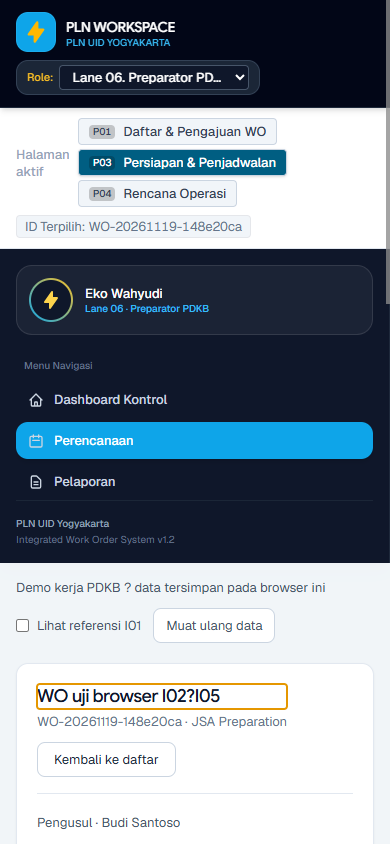 PLN WORKSPACE
PLN UID YOGYAKARTA
Role: Lane 06. Preparator PD...
Halaman aktif
P01 Daftar & Pengajuan WO
P03 Persiapan & Penjadwalan
P04 Rencana Operasi
ID Terpilih: WO-20261119-148e20ca
Eko Wahyudi
Lane 06 · Preparator PDKB
Menu Navigasi
Dashboard Kontrol
Perencanaan
Pelaporan
PLN UID Yogyakarta
Integrated Work Order System v1.2
Demo kerja PDKB ? data tersimpan pada browser ini
Lihat referensi I01
Muat ulang data
WO uji browser I02?I05
WO-20261119-148e20ca · JSA Preparation
Kembali ke daftar
Pengusul · Budi Santoso